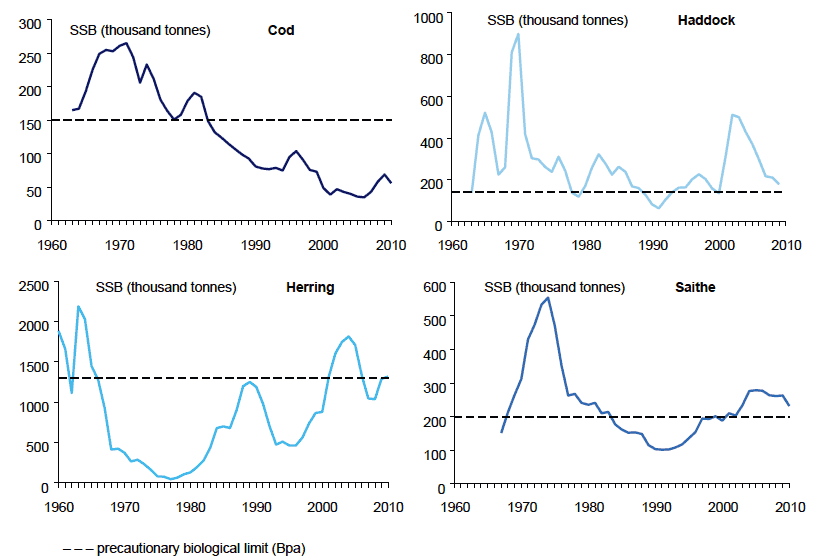 SSB (thousand tonnes) Cod
300
250
200
150
100
50
0
1960 1970 1980 1990 2000 2010
SSB (thousand tonnes) Haddock
1000
800
600
400
200
0
1960 1970 1980 1990 2000 2010
SSB (thousand tonnes) Herring
2500
2000
1500
1000
500
0
1960 1970 1980 1990 2000 2010
SSB (thousand tonnes) Saithe
600
500
400
300
200
100
0
1960 1970 1980 1990 2000 2010
precautionary biological limit (Bpa)